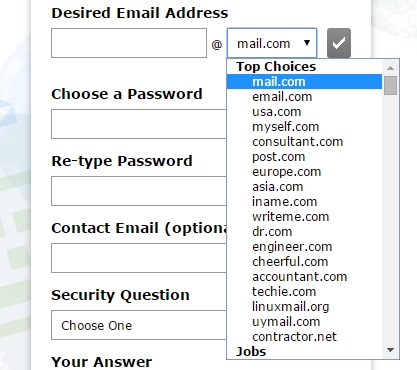 Desired Email Address
@ mail.com
Top Choices
mail.com
email.com
usa.com
myself.com
consultant.com
post.com
europe.com
asia.com
iname.com
writeme.com
dr.com
engineer.com
cheerful.com
accountant.com
techie.com
linuxmail.org
uymail.com
contractor.net
Jobs
Choose a Password
Re-type Password
Contact Email (optiona
Security Question
Choose One
Your Answer